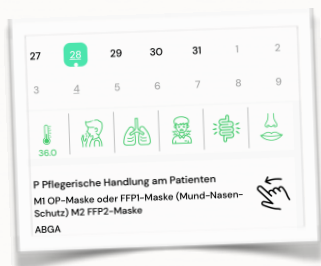 27 28 29 30 31 1 2
3 4 5 6 7 8 9
36.0
P Pflegerische Handlung am Patienten
M1 OP-Maske oder FFP1-Maske (Mund-Nasen-
Schutz) M2 FFP2-Maske
ABGA